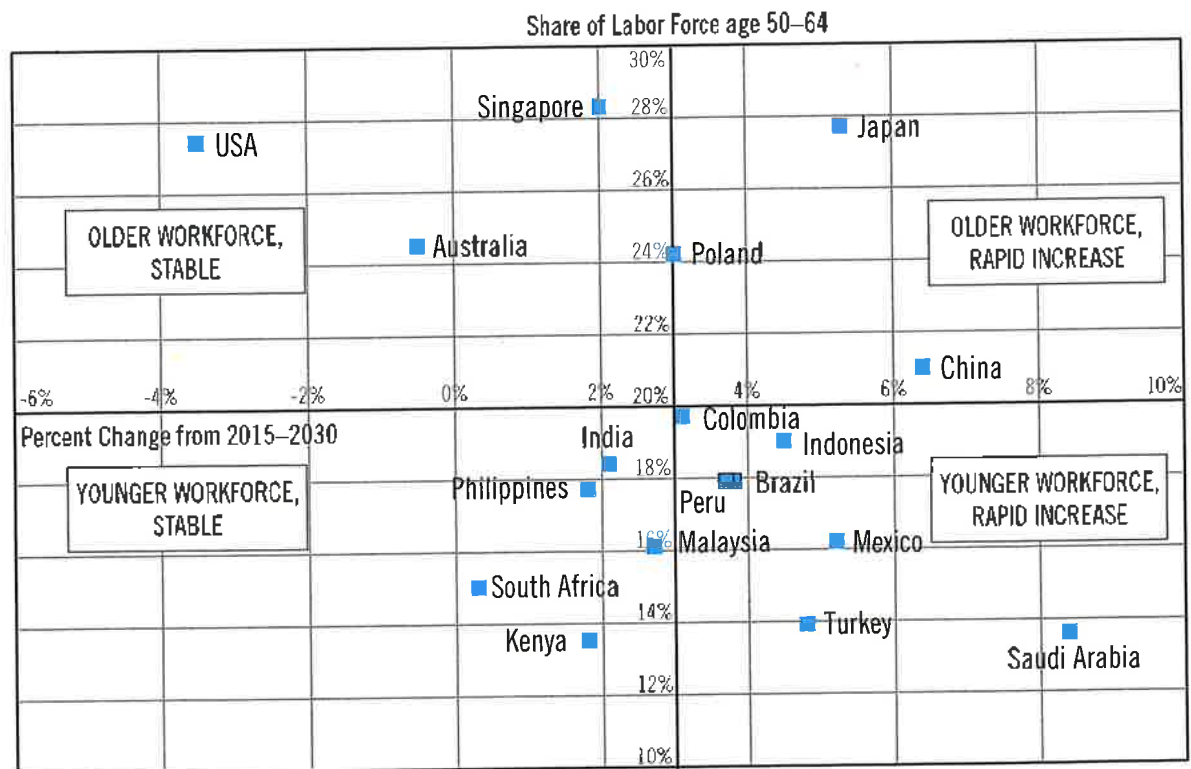 Share of Labor Force age 50–64
30%
Singapore
28%
Japan
USA
26%
OLDER WORKFORCE,
STABLE
Australia
24%
Poland
OLDER WORKFORCE,
RAPID INCREASE
22%
China
-6%
-4%
-2%
0%
2%
20%
4%
6%
8%
10%
Colombia
Percent Change from 2015–2030
India
Indonesia
18%
YOUNGER WORKFORCE,
STABLE
Philippines
Peru
Brazil
YOUNGER WORKFORCE,
RAPID INCREASE
16%
Malaysia
Mexico
South Africa
14%
Turkey
Kenya
Saudi Arabia
12%
10%